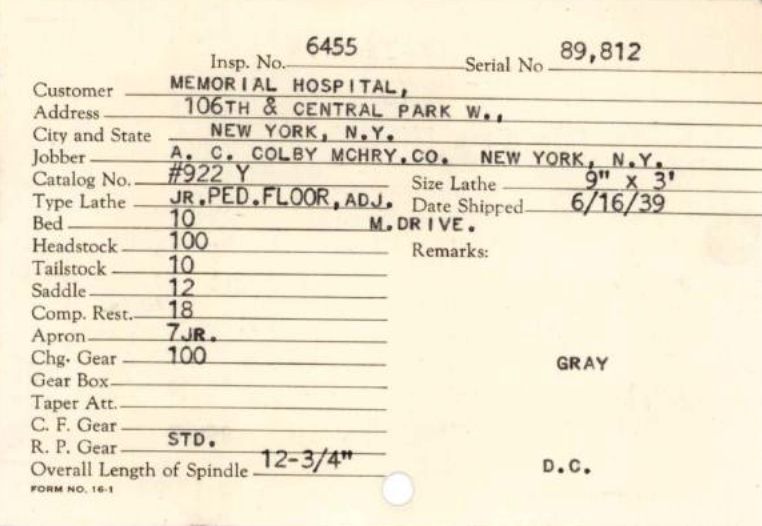 Insp. No. 6455 Serial No 89,812
Customer MEMORIAL HOSPITAL,
Address 106TH & CENTRAL PARK W.,
City and State NEW YORK, N.Y.
Jobber A. C. COLBY MCHRY.CO. NEW YORK, N.Y.
Catalog No. #922 Y Size Lathe 9" X 3'
Type Lathe JR.PED.FLOOR,ADJ. Date Shipped 6/16/39
Bed 10 M.DRIVE.
Headstock 100 Remarks:
Tailstock 10
Saddle 12
Comp. Rest. 18
Apron 7JR.
Chg. Gear 100 GRAY
Gear Box
Taper Att.
C. F. Gear
R. P. Gear STD.
Overall Length of Spindle 12-3/4" D.C.
FORM NO. 16-1